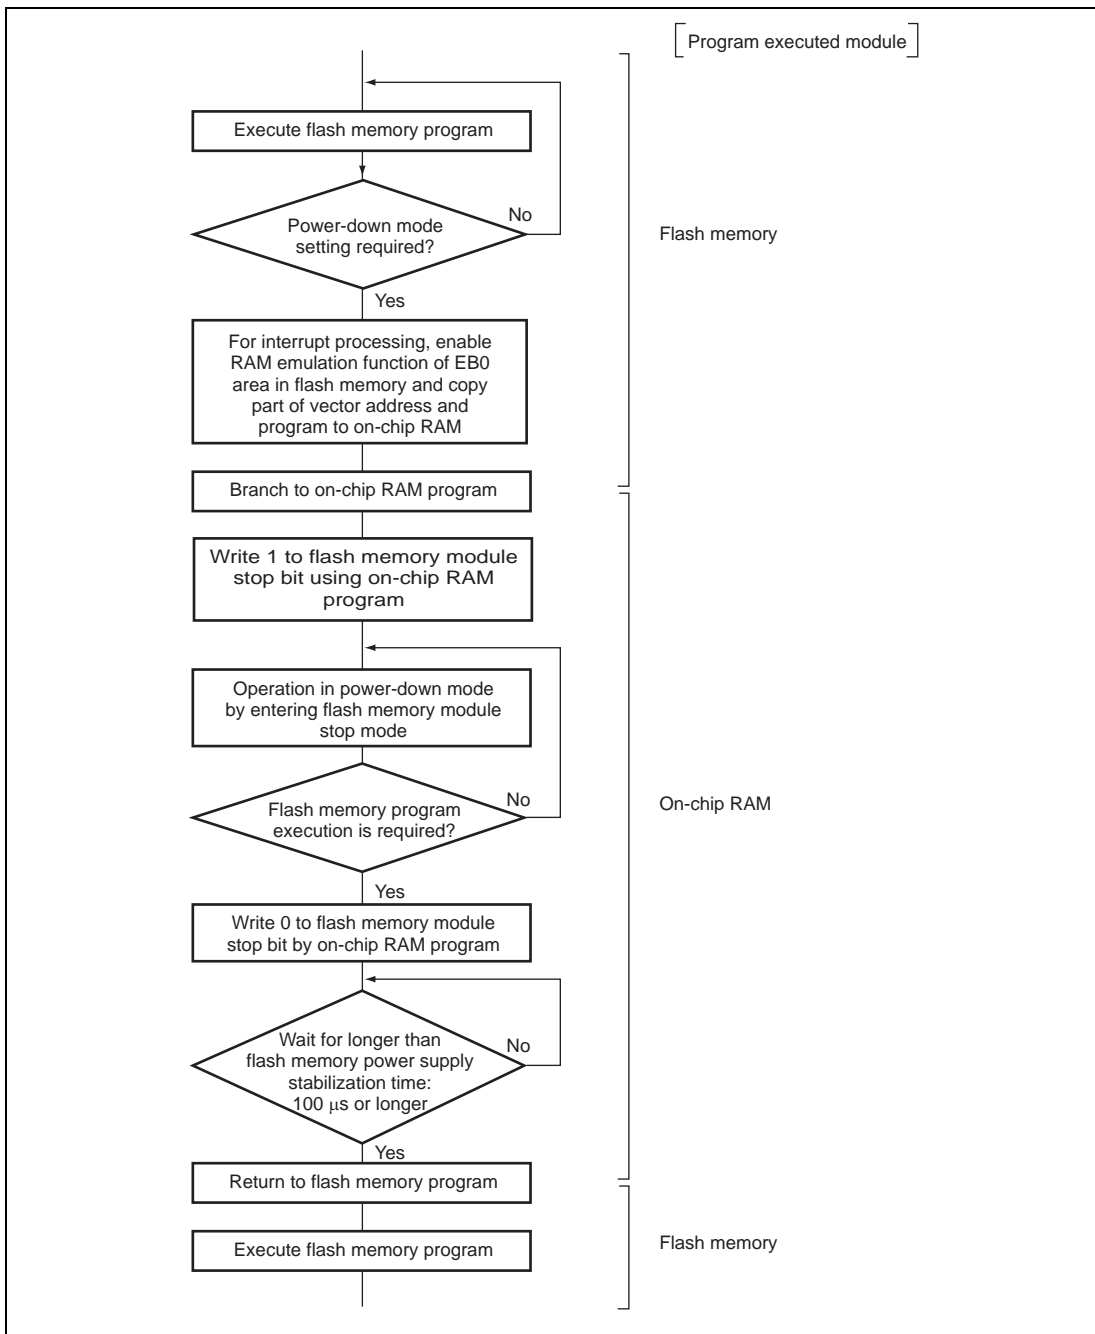 [Program executed module]
Execute flash memory program
Power-down mode
setting required?
No
Flash memory
Yes
For interrupt processing, enable
RAM emulation function of EB0
area in flash memory and copy
part of vector address and
program to on-chip RAM
Branch to on-chip RAM program
Write 1 to flash memory module
stop bit using on-chip RAM
program
Operation in power-down mode
by entering flash memory module
stop mode
Flash memory program
execution is required?
No
On-chip RAM
Yes
Write 0 to flash memory module
stop bit by on-chip RAM program
Wait for longer than
flash memory power supply
stabilization time:
100 μs or longer
No
Yes
Return to flash memory program
Execute flash memory program
Flash memory